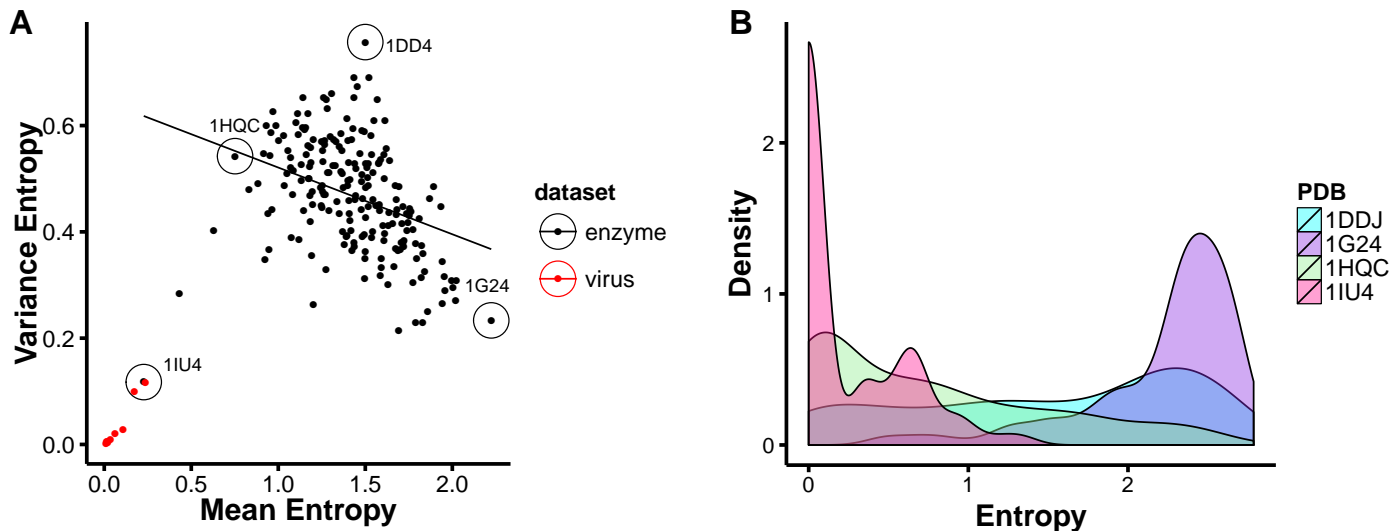 A
Variance Entropy
0.6
0.4
0.2
0.0
1DD4
1HQC
1G24
1IU4
0.0 0.5 1.0 1.5 2.0
Mean Entropy
dataset
enzyme
virus
B
Density
2
1
0
0 1 2
Entropy
PDB
1DDJ
1G24
1HQC
1IU4